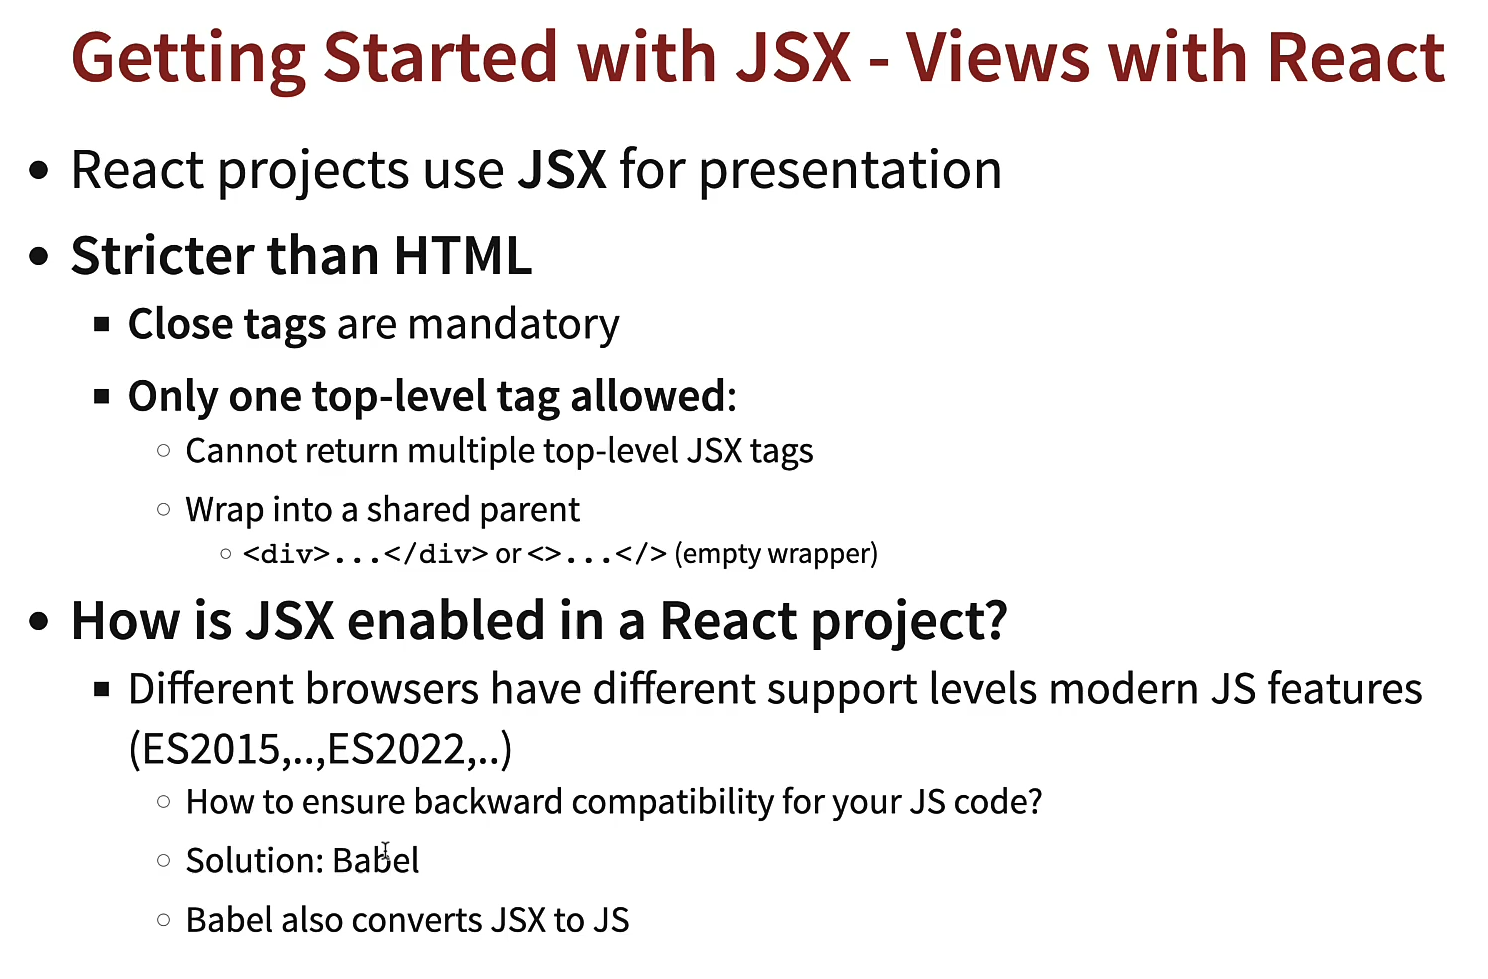 Getting Started with JSX - Views with React
React projects use JSX for presentation
Stricter than HTML
Close tags are mandatory
Only one top-level tag allowed:
Cannot return multiple top-level JSX tags
Wrap into a shared parent
<div>...</div> or <>...</> (empty wrapper)
How is JSX enabled in a React project?
Different browsers have different support levels modern JS features
(ES2015,..,ES2022,..)
How to ensure backward compatibility for your JS code?
Solution: Babel
Babel also converts JSX to JS